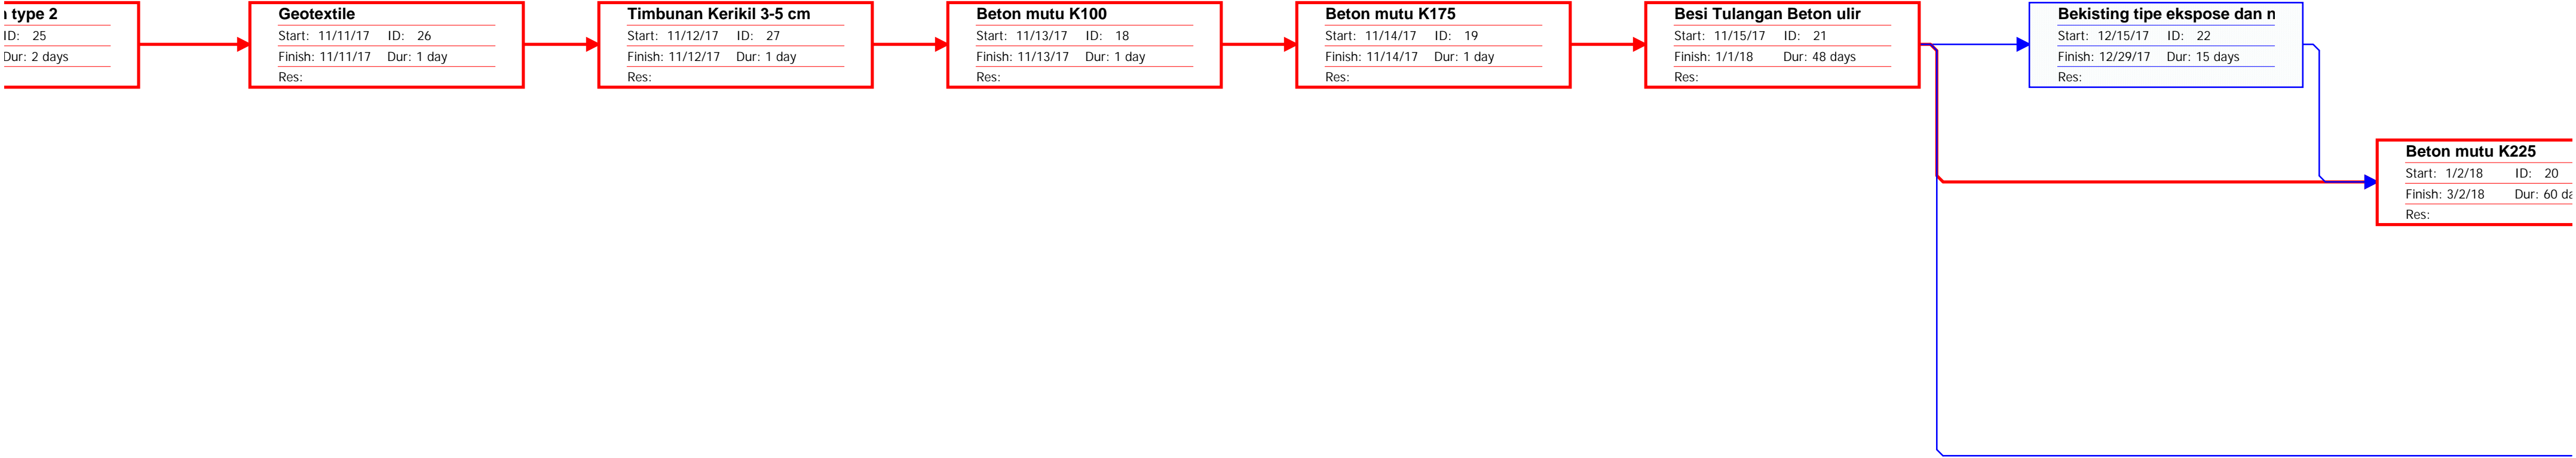 type 2
ID: 25
Dur: 2 days
Geotextile
Start: 11/11/17 ID: 26
Finish: 11/11/17 Dur: 1 day
Res:
Timbunan Kerikil 3-5 cm
Start: 11/12/17 ID: 27
Finish: 11/12/17 Dur: 1 day
Res:
Beton mutu K100
Start: 11/13/17 ID: 18
Finish: 11/13/17 Dur: 1 day
Res:
Beton mutu K175
Start: 11/14/17 ID: 19
Finish: 11/14/17 Dur: 1 day
Res:
Besi Tulangan Beton ulir
Start: 11/15/17 ID: 21
Finish: 1/1/18 Dur: 48 days
Res:
Bekisting tipe ekspose dan
Start: 12/15/17 ID: 22
Finish: 12/29/17 Dur: 15 days
Res:
Beton mutu K225
Start: 1/2/18 ID: 20
Finish: 3/2/18 Dur: 60
Res: